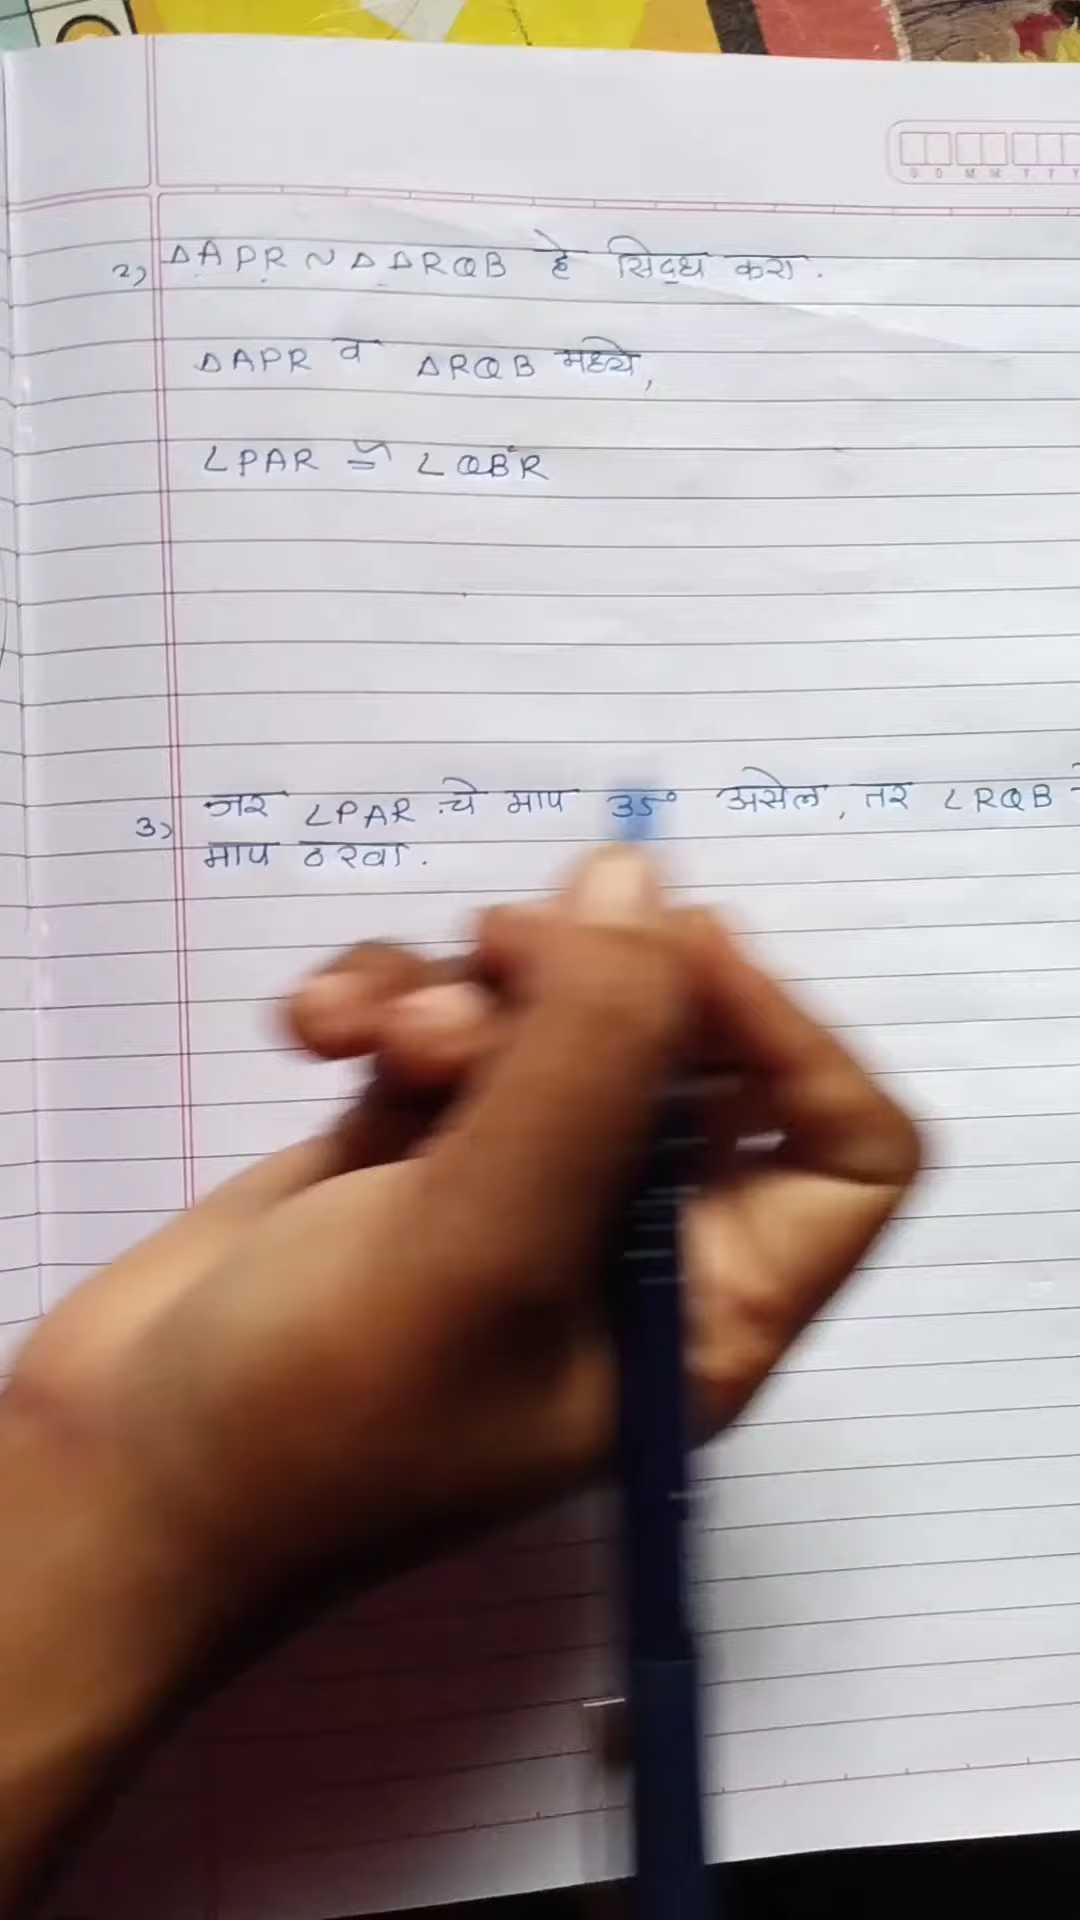 2) ΔAPR ~ Δ ΔRQB हे सिद्ध करा.
ΔAPR व ΔRQB मध्ये,
∠PAR ≅ ∠QBR
3) जर ∠PAR चे माप 35° असेल, तर ∠RQB
माप ठरवा.
D D M M Y Y Y